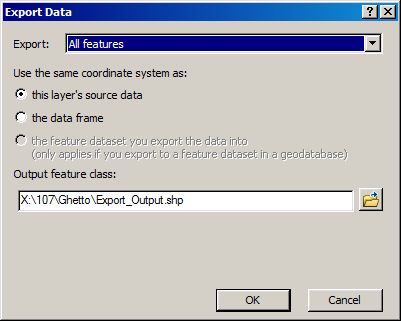 Export Data
Export: All features
Use the same coordinate system as:
this layer's source data
the data frame
the feature dataset you export the data into
(only applies if you export to a feature dataset in a geodatabase)
Output feature class:
X:\107\Ghetto\Export_Output.shp
OK Cancel